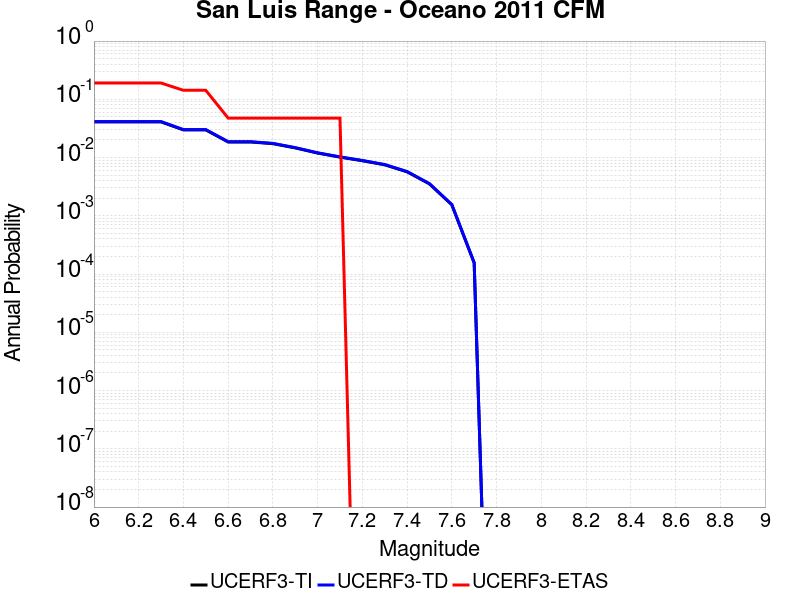 San Luis Range - Oceano 2011 CFM
10^0
10^-1
10^-2
10^-3
10^-4
10^-5
10^-6
10^-7
10^-8
Annual Probability
6 6.2 6.4 6.6 6.8 7 7.2 7.4 7.6 7.8 8 8.2 8.4 8.6 8.8 9
Magnitude
UCERF3-TI UCERF3-TD UCERF3-ETAS